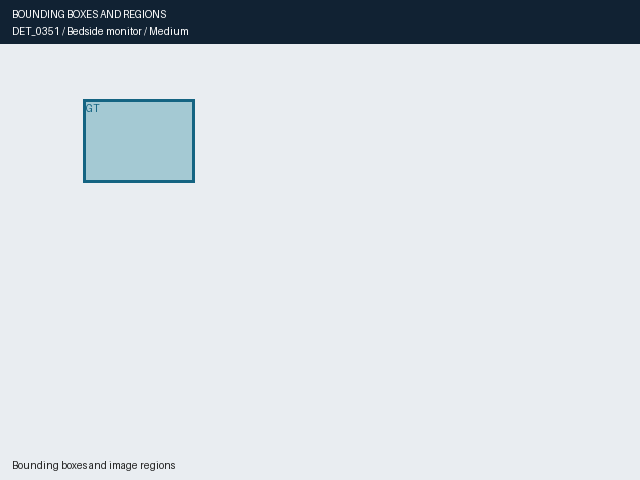 BOUNDING BOXES AND REGIONS
DET_0351 / Bedside monitor / Medium
GT
Bounding boxes and image regions